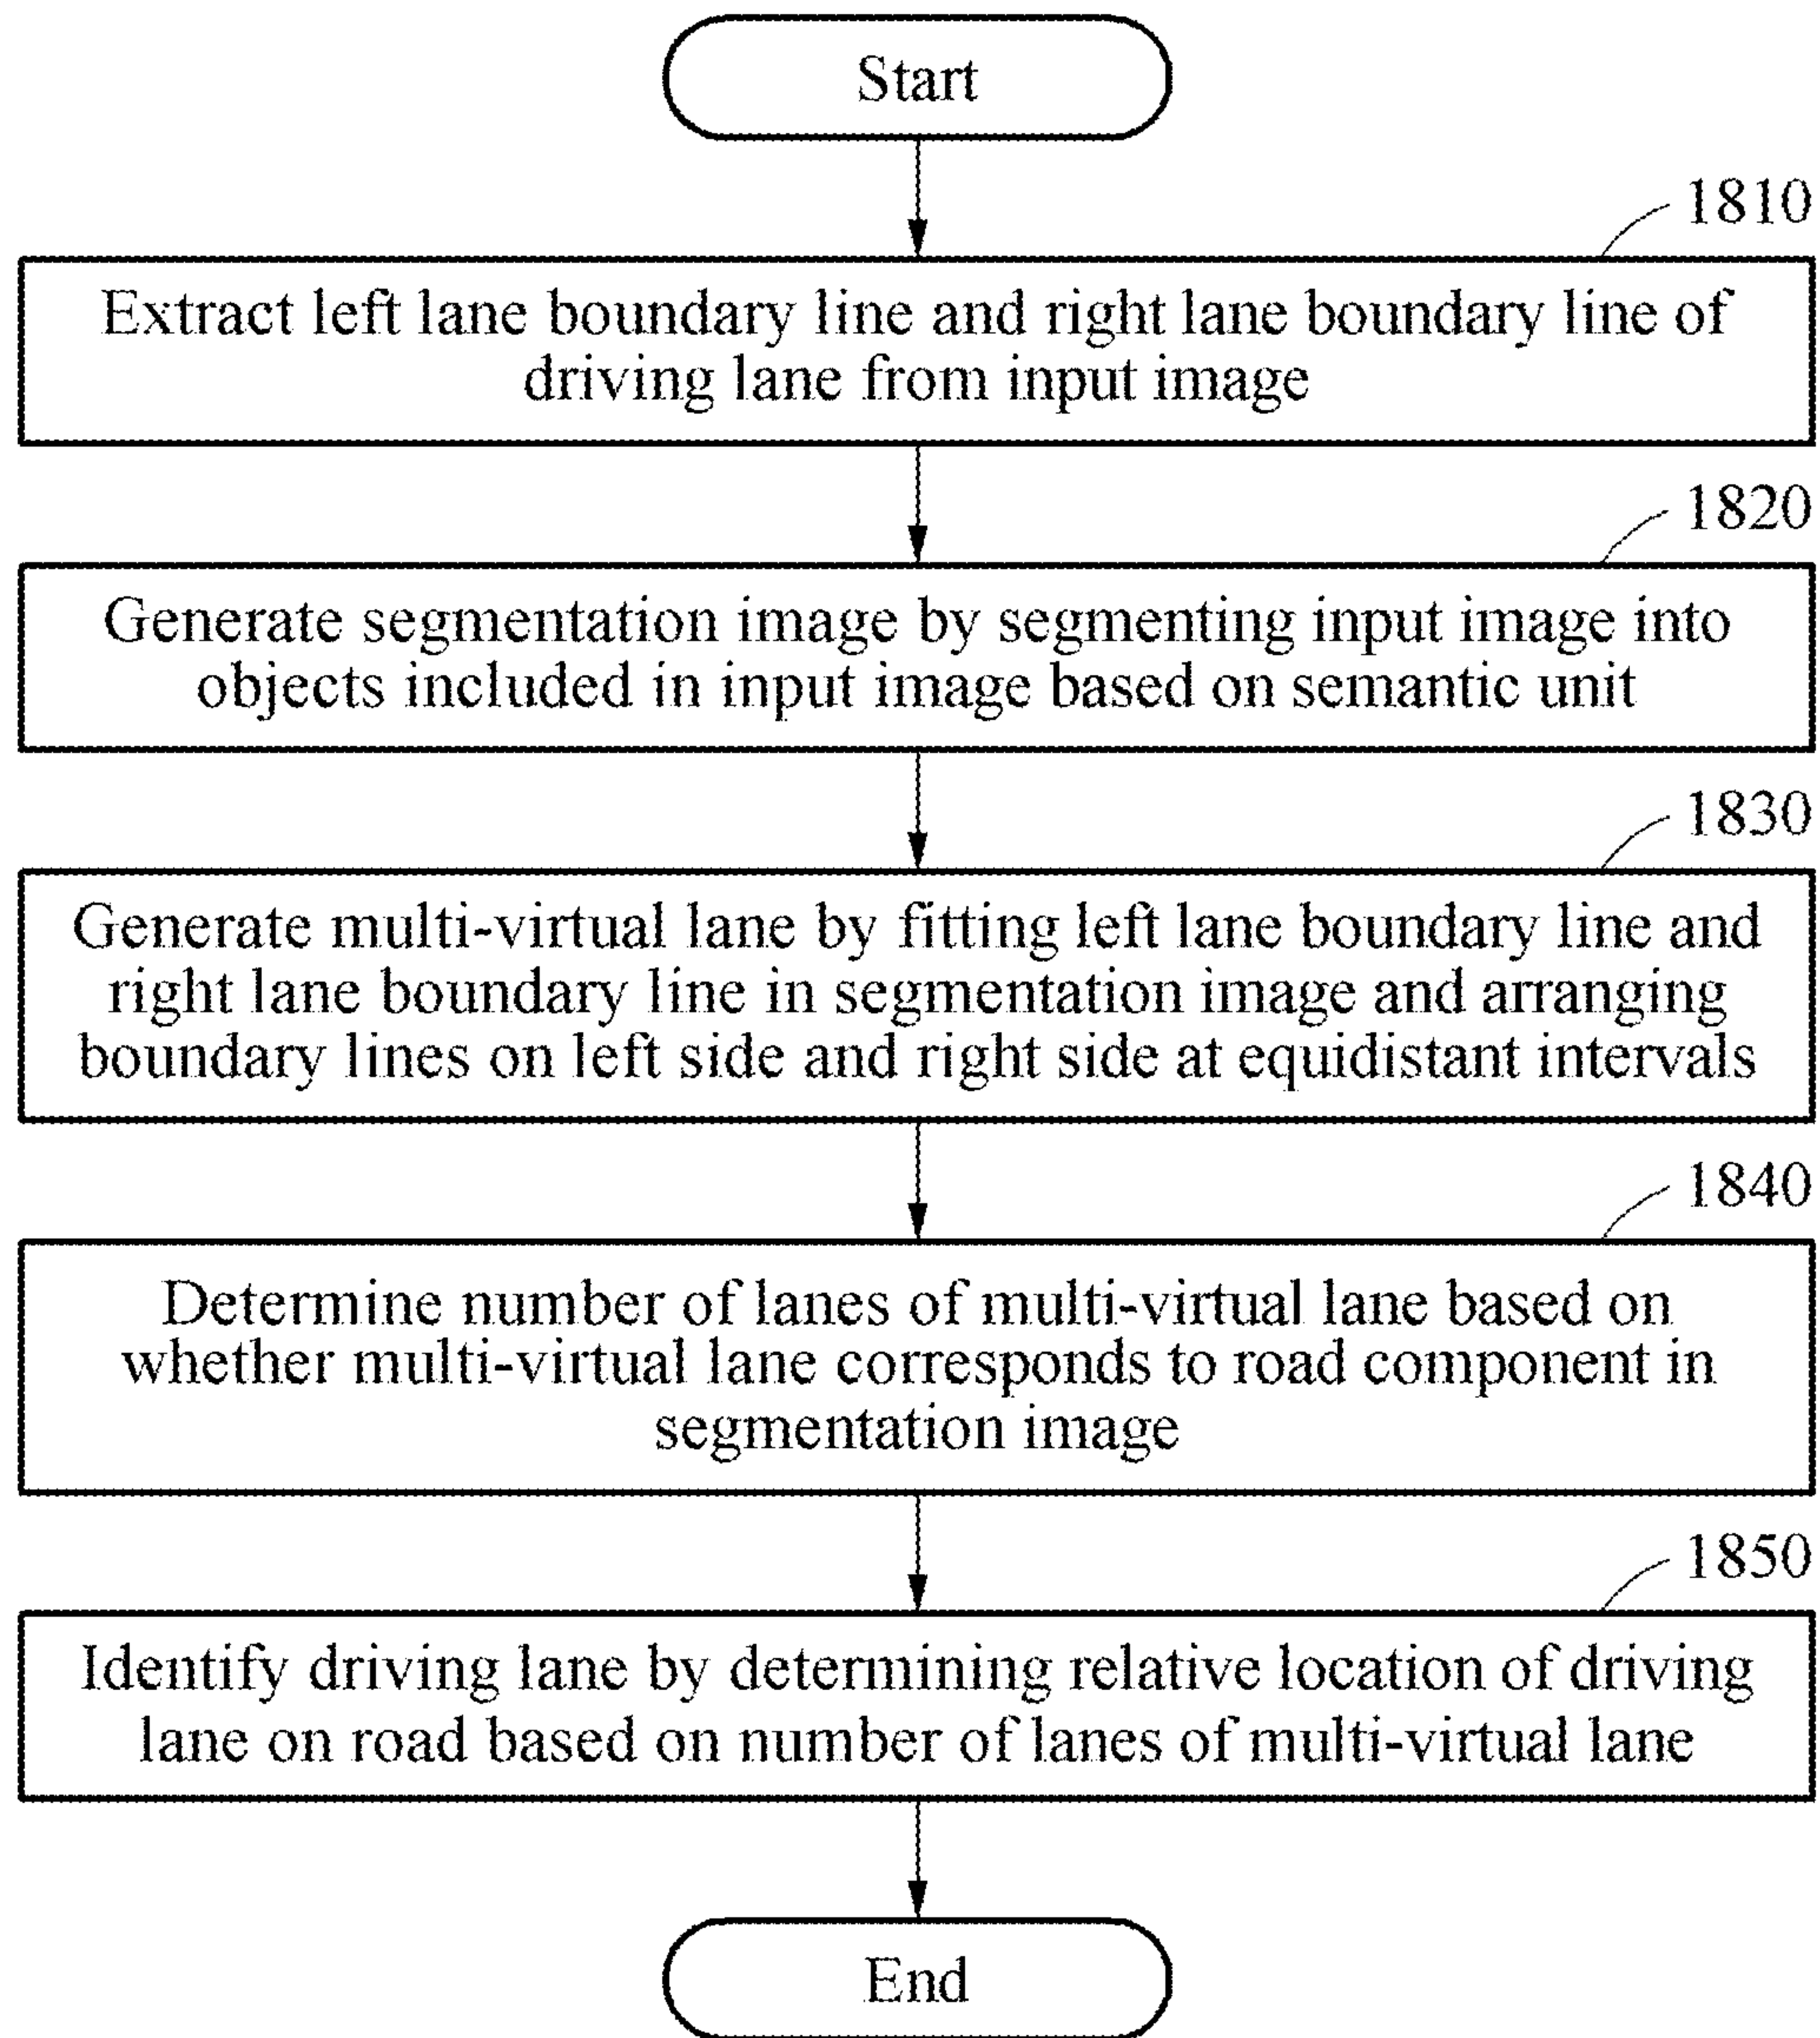 Start
1810
Extract left lane boundary line and right lane boundary line of
driving lane from input image
1820
Generate segmentation image by segmenting input image into
objects included in input image based on semantic unit
1830
Generate multi-virtual lane by fitting left lane boundary line and
right lane boundary line in segmentation image and arranging
boundary lines on left side and right side at equidistant intervals
1840
Determine number of lanes of multi-virtual lane based on
whether multi-virtual lane corresponds to road component in
segmentation image
1850
Identify driving lane by determining relative location of driving
lane on road based on number of lanes of multi-virtual lane
End